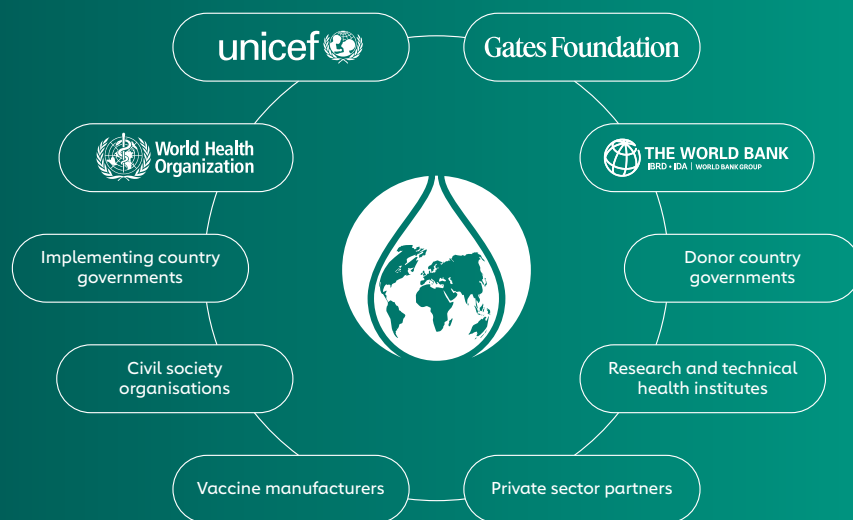 unicef
Gates Foundation
World Health
Organization
THE WORLD BANK
IBRD • IDA | WORLD BANK GROUP
Implementing country
governments
Donor country
governments
Civil society
organisations
Research and technical
health institutes
Vaccine manufacturers
Private sector partners